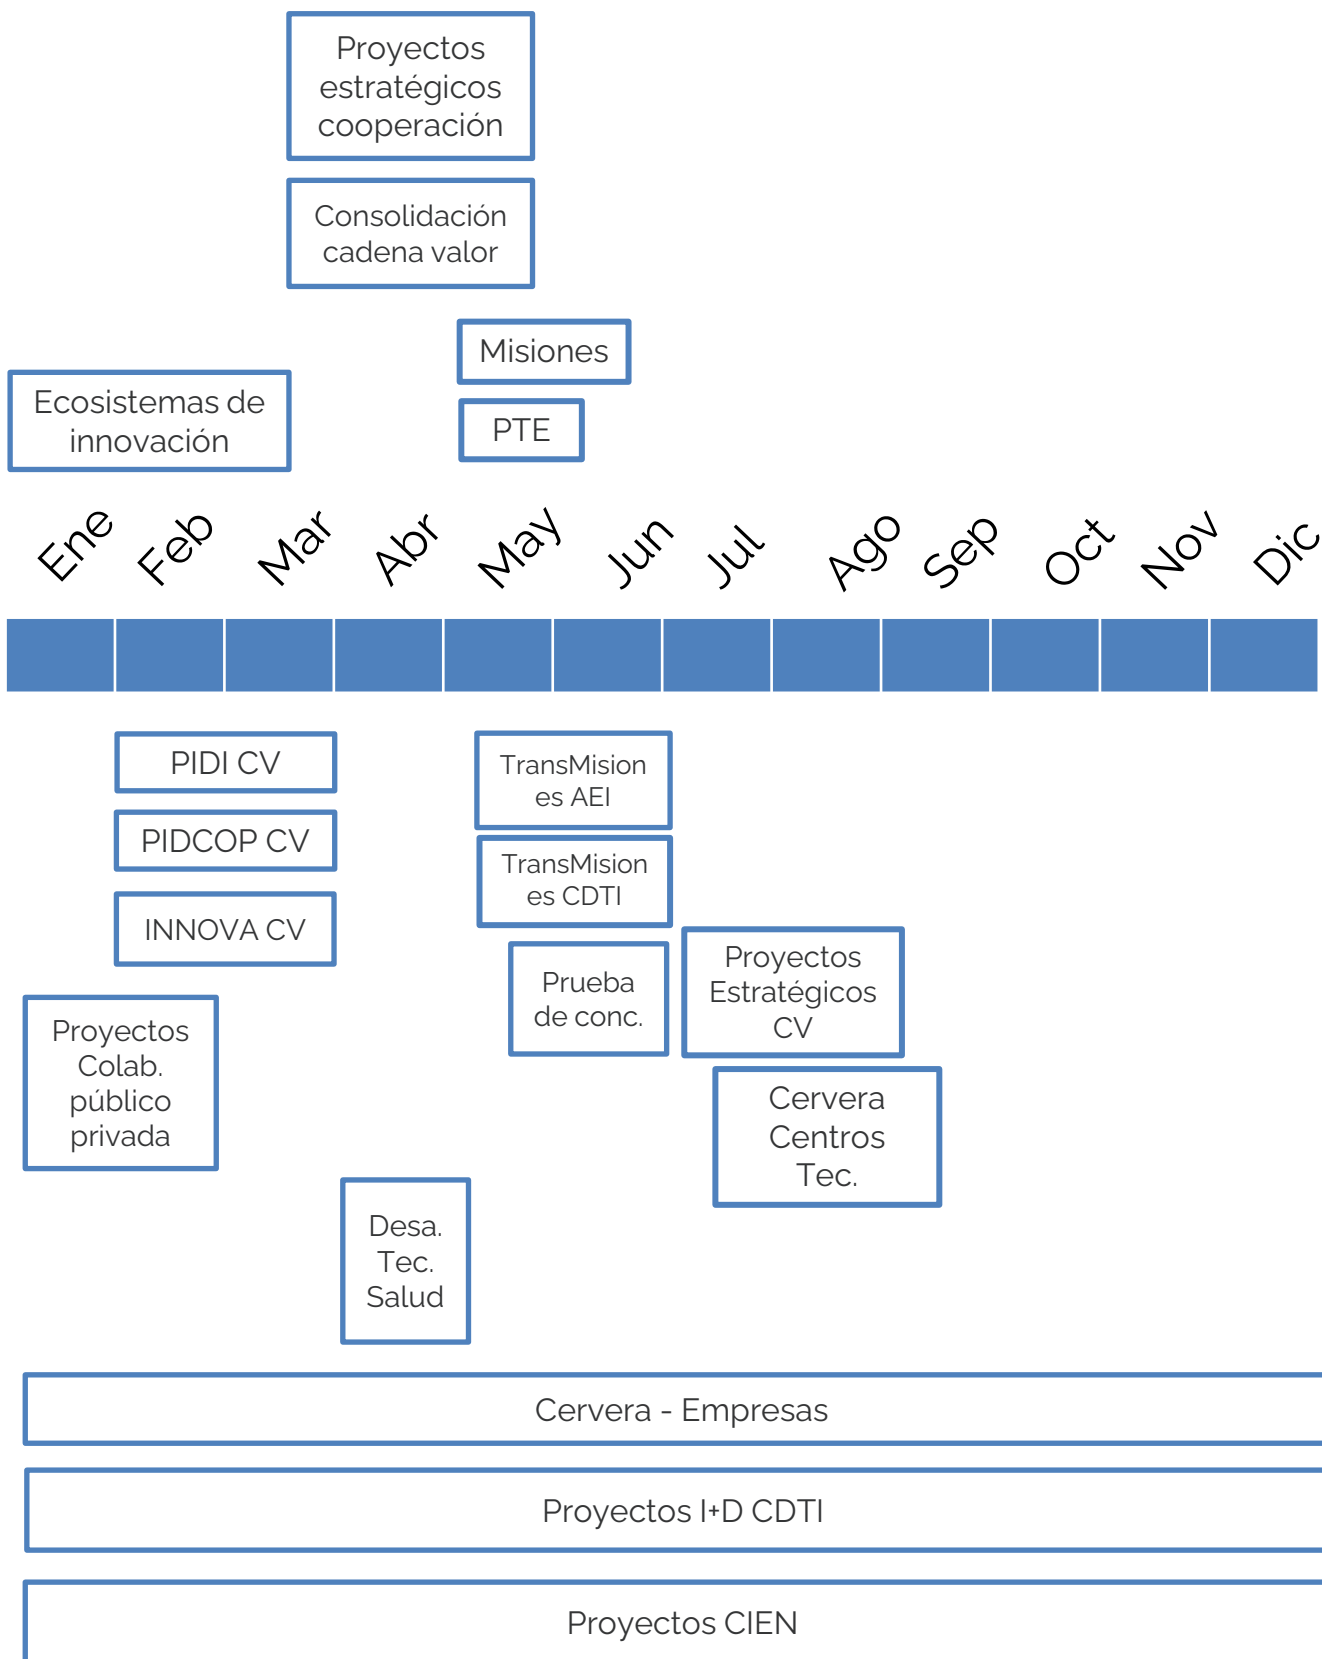 Proyectos
estratégicos
cooperación
Consolidación
cadena valor
Misiones
Ecosistemas de
innovación
PTE
Ene Feb Mar Abr May Jun Jul Ago Sep Oct Nov Dic
PIDI CV
TransMision
es AEI
PIDCOP CV
TransMision
es CDTI
INNOVA CV
Prueba
de conc.
Proyectos
Estratégicos
CV
Proyectos
Colab.
público
privada
Cervera
Centros
Tec.
Desa.
Tec.
Salud
Cervera - Empresas
Proyectos I+D CDTI
Proyectos CIEN